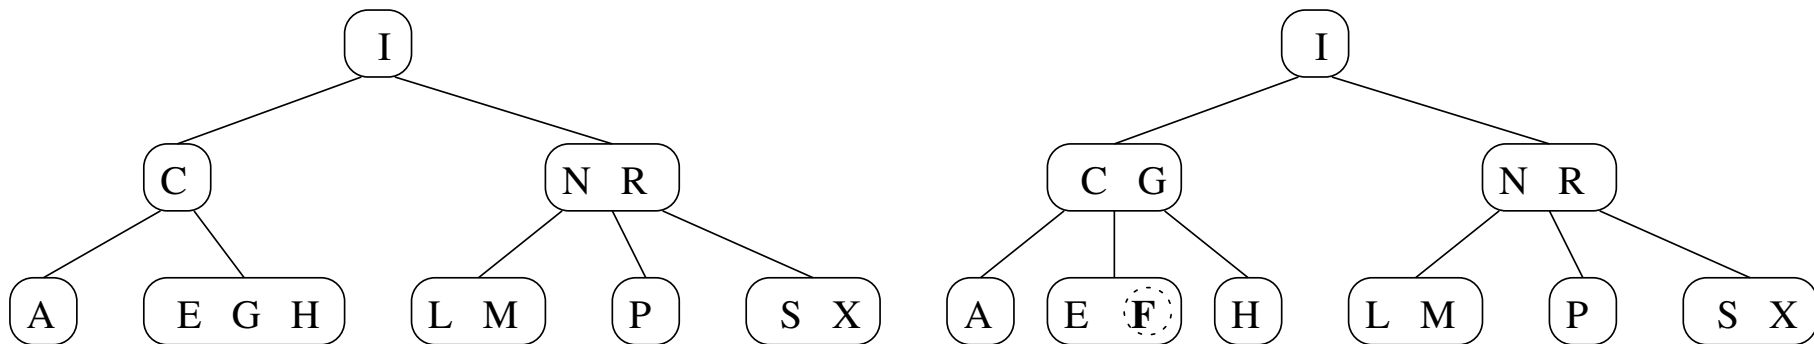 I I
C N R C G N R
A E G H L M P S X A E F H L M P S X